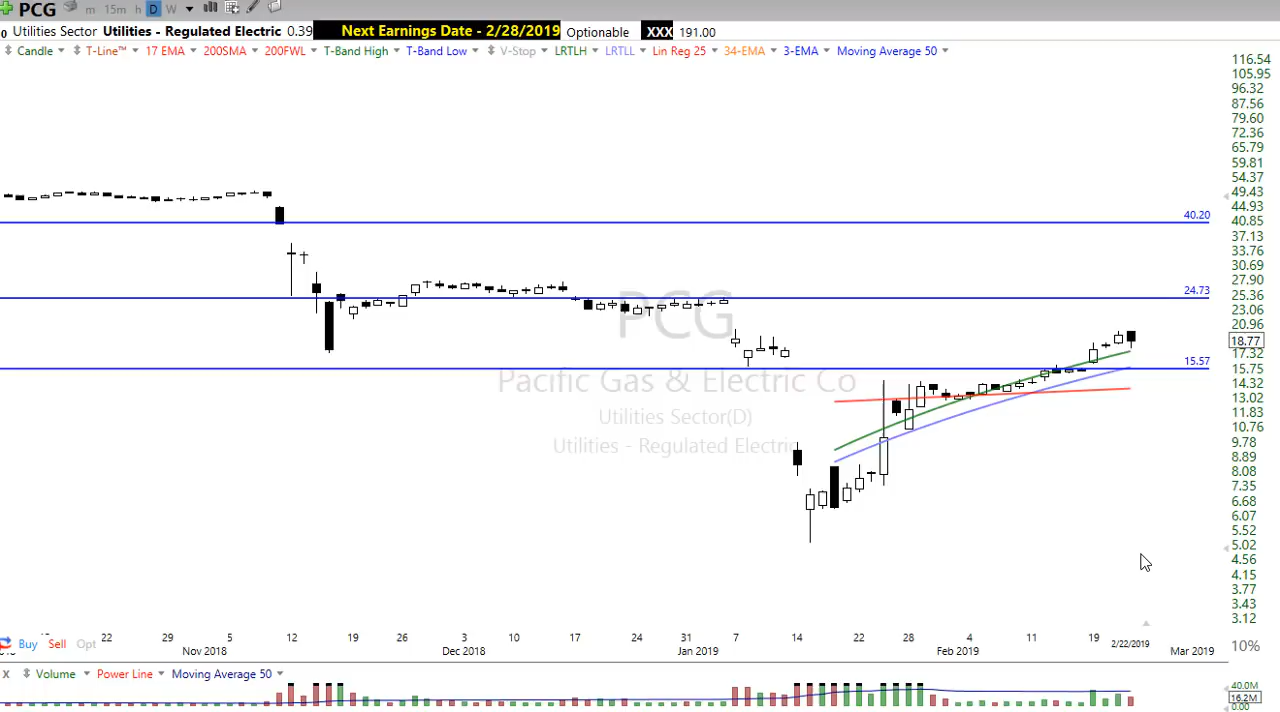 PCG m 15m h D W
Utilities Sector Utilities - Regulated Electric 0.39 Next Earnings Date - 2/28/2019 Optionable XXX 191.00
Candle T-Line™ 17 EMA 200SMA 200FWL T-Band High T-Band Low V-Stop LRTLH LRTLL Lin Reg 25 34-EMA 3-EMA Moving Average 50
116.54
105.95
96.32
87.56
79.60
72.36
65.79
59.81
54.37
49.43
44.93
40.20 40.85
37.13
33.76
30.69
27.90
24.73 25.36
23.06
20.96
PCG
18.77
17.32
15.57 15.75
Pacific Gas & Electric Co 14.32
13.02
Utilities Sector(D) 11.83
10.76
Utilities - Regulated Electric 9.78
8.89
8.08
7.35
6.68
6.07
5.52
5.02
4.56
4.15
3.77
3.43
3.12
Buy Sell Opt
22 29 5 12 19 26 3 10 17 24 31 7 14 22 28 4 11 19 2/22/2019
Nov 2018 Dec 2018 Jan 2019 Feb 2019 Mar 2019
10%
X Volume Power Line Moving Average 50
40.0M
16.2M
0.00